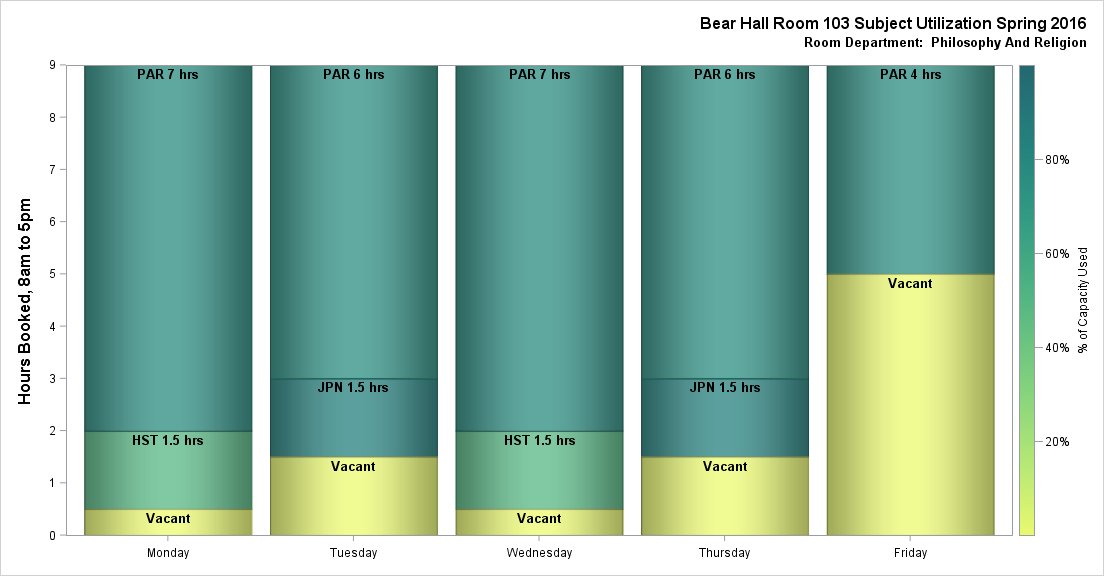 Bear Hall Room 103 Subject Utilization Spring 2016
Room Department:  Philosophy And Religion
Hours Booked, 8am to 5pm
9
8
7
6
5
4
3
2
1
0
PAR 7 hrs
HST 1.5 hrs
Vacant
PAR 6 hrs
JPN 1.5 hrs
Vacant
PAR 7 hrs
HST 1.5 hrs
Vacant
PAR 6 hrs
JPN 1.5 hrs
Vacant
PAR 4 hrs
Vacant
Monday
Tuesday
Wednesday
Thursday
Friday
80%
60%
40%
20%
% of Capacity Used